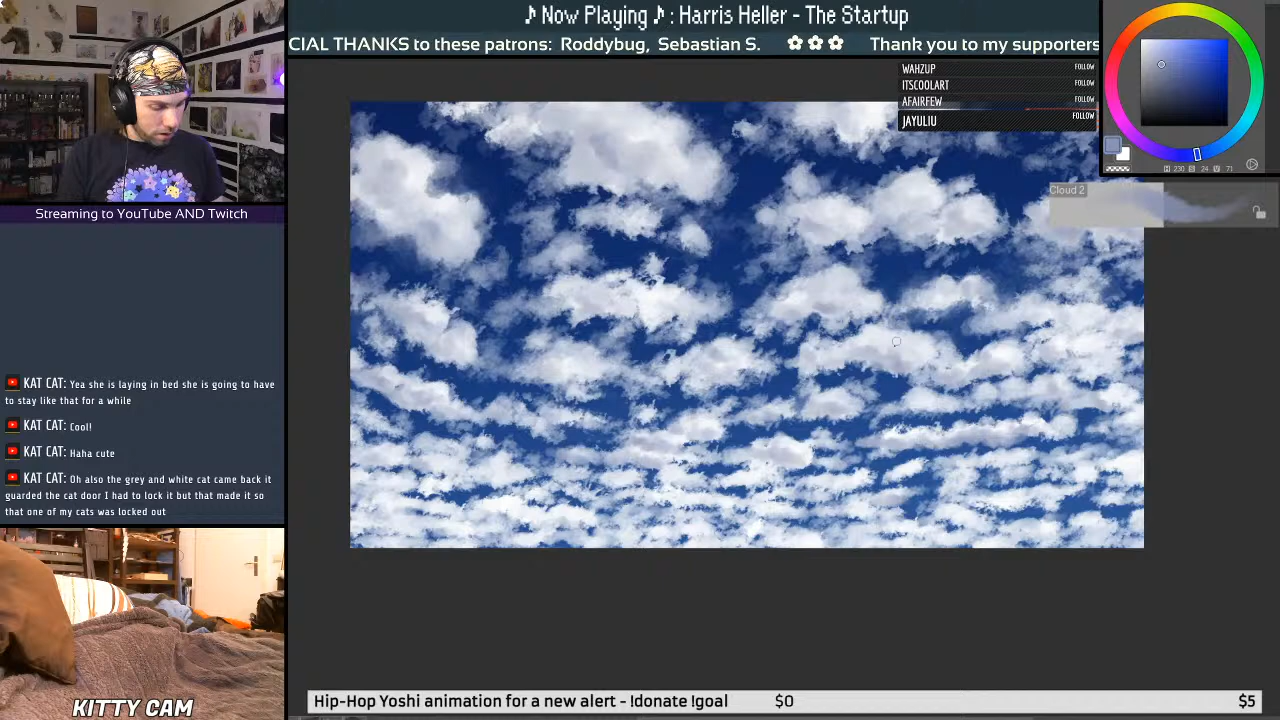 ♪ Now Playing ♪ : Harris Heller - The Startup
CIAL THANKS to these patrons: Roddybug, Sebastian S. ✿ ✿ ✿ Thank you to my supporters
WAHZUP FOLLOW
ITSCOOLART FOLLOW
AFAIRFEW FOLLOW
JAYULIU FOLLOW
H 230 S 24 V 71
Cloud 2
Streaming to YouTube AND Twitch
KAT CAT: Yea she is laying in bed she is going to have
to stay like that for a while
KAT CAT: Cool!
KAT CAT: Haha cute
KAT CAT: Oh also the grey and white cat came back it
guarded the cat door I had to lock it but that made it so
that one of my cats was locked out
KITTY CAM
Hip-Hop Yoshi animation for a new alert - !donate !goal $0 $5